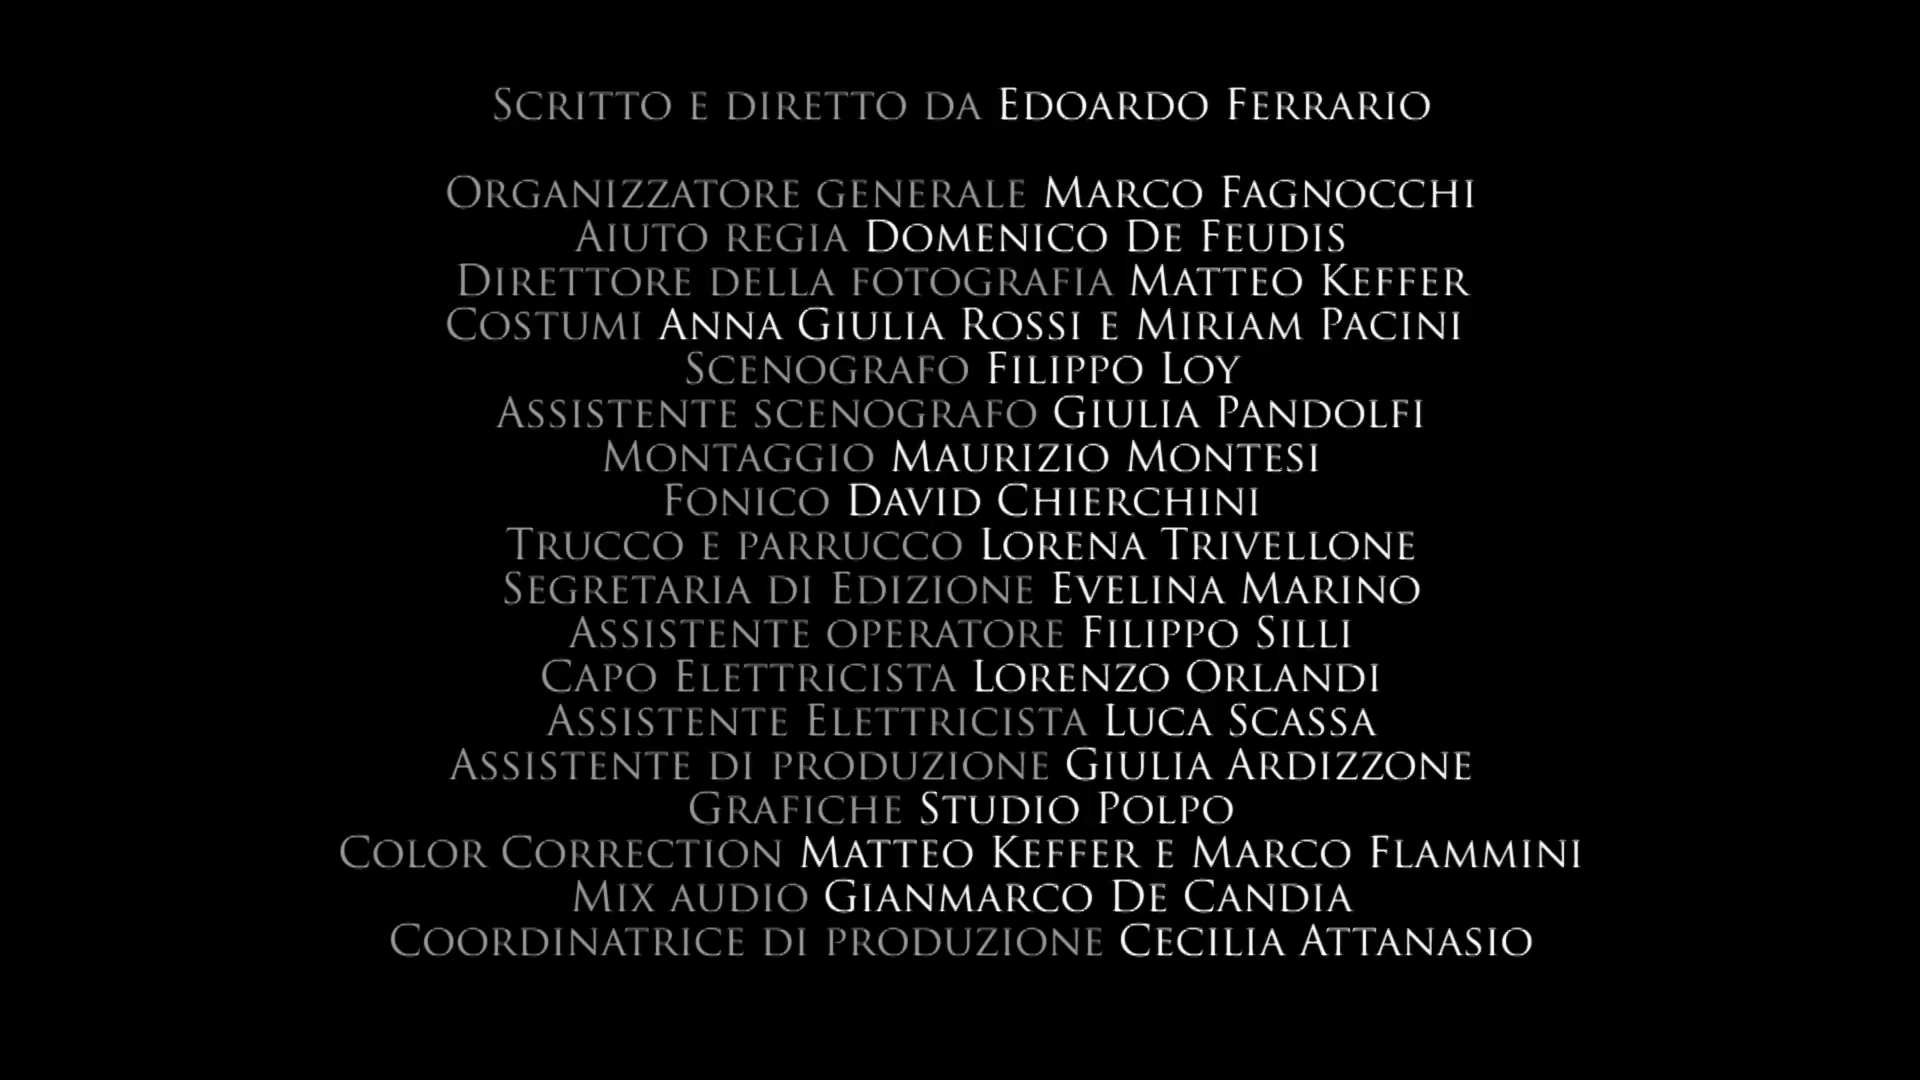 Scritto e diretto da Edoardo Ferrario
Organizzatore generale Marco Fagnocchi
Aiuto regia Domenico De Feudis
Direttore della fotografia Matteo Keffer
Costumi Anna Giulia Rossi e Miriam Pacini
Scenografo Filippo Loy
Assistente scenografo Giulia Pandolfi
Montaggio Maurizio Montesi
Fonico David Chierchini
Trucco e parrucco Lorena Trivellone
Segretaria di Edizione Evelina Marino
Assistente operatore Filippo Silli
Capo Elettricista Lorenzo Orlandi
Assistente Elettricista Luca Scassa
Assistente di produzione Giulia Ardizzone
Grafiche Studio Polpo
Color Correction Matteo Keffer e Marco Flammini
Mix audio Gianmarco De Candia
Coordinatrice di produzione Cecilia Attanasio